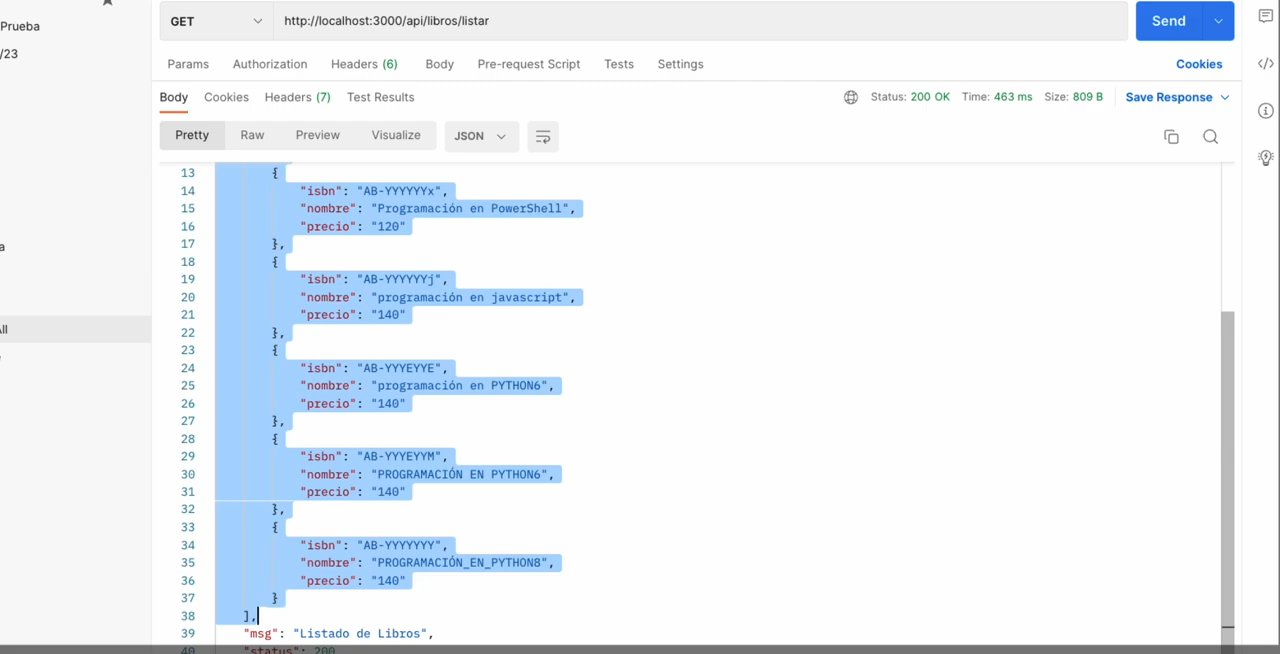 Prueba
/23
a
All
GET
http://localhost:3000/api/libros/listar
Send
Params Authorization Headers (6) Body Pre-request Script Tests Settings Cookies
Body Cookies Headers (7) Test Results Status: 200 OK Time: 463 ms Size: 809 B Save Response
Pretty Raw Preview Visualize JSON
13 {
14 "isbn": "AB-YYYYYYx",
15 "nombre": "Programación en PowerShell",
16 "precio": "120"
17 },
18 {
19 "isbn": "AB-YYYYYYj",
20 "nombre": "programación en javascript",
21 "precio": "140"
22 },
23 {
24 "isbn": "AB-YYYEYYE",
25 "nombre": "programación en PYTHON6",
26 "precio": "140"
27 },
28 {
29 "isbn": "AB-YYYEYYM",
30 "nombre": "PROGRAMACIÓN EN PYTHON6",
31 "precio": "140"
32 },
33 {
34 "isbn": "AB-YYYYYYY",
35 "nombre": "PROGRAMACIÓN_EN_PYTHON8",
36 "precio": "140"
37 }
38 ],
39 "msg": "Listado de Libros",
40 "status": 200